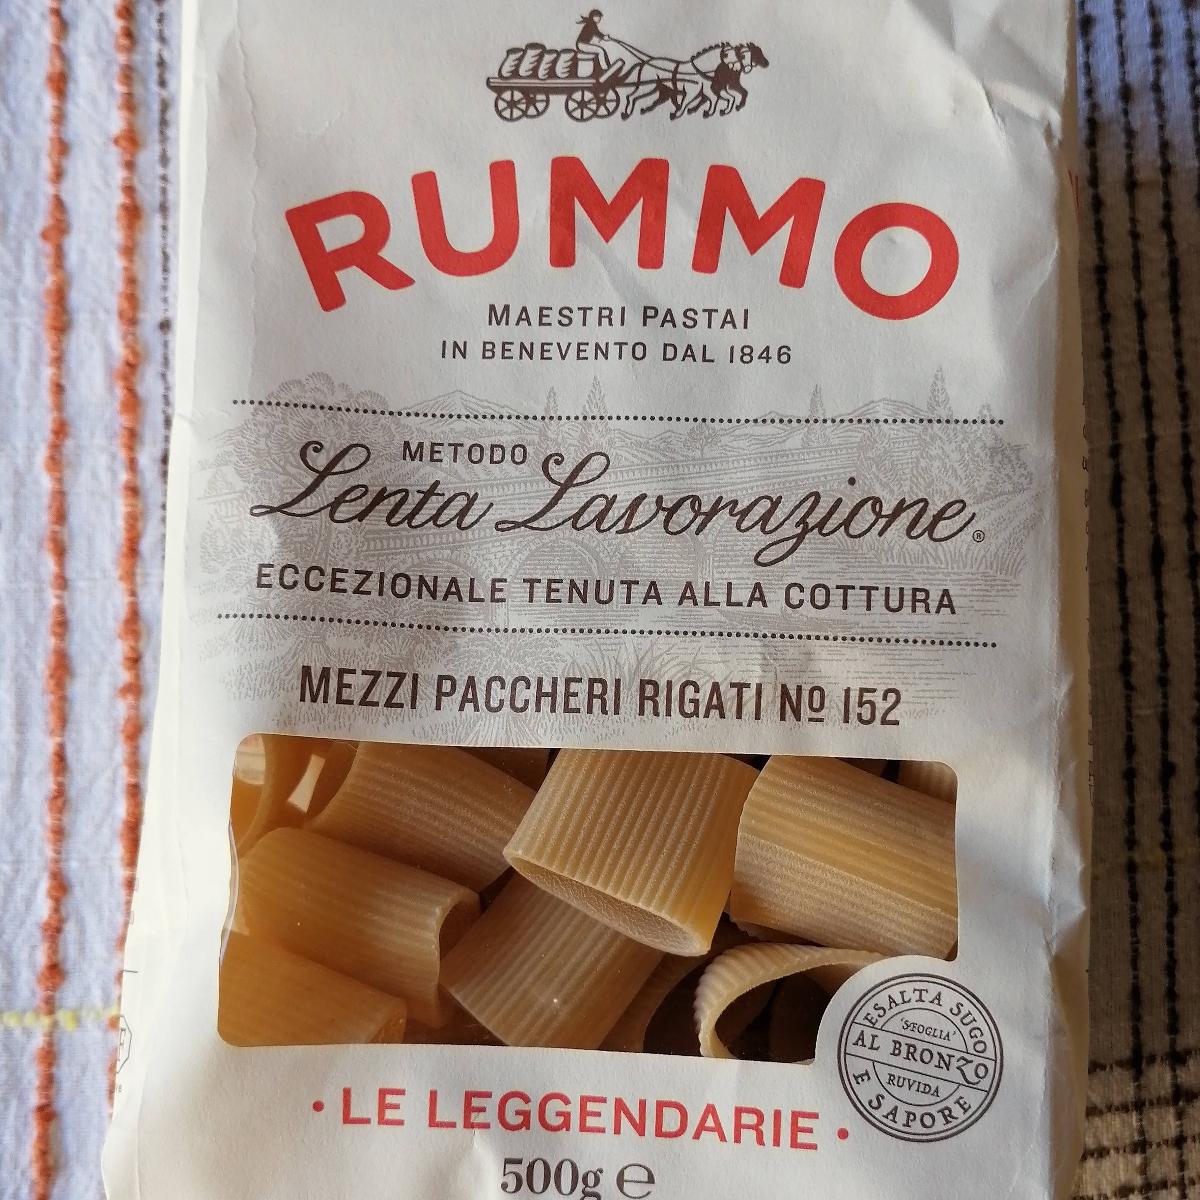 RUMMO
MAESTRI PASTAI
IN BENEVENTO DAL 1846
METODO
Lenta Lavorazione®
ECCEZIONALE TENUTA ALLA COTTURA
MEZZI PACCHERI RIGATI Nº 152
ESALTA SUGO
'SFOGLIA'
AL BRONZO
RUVIDA
E SAPORE
• LE LEGGENDARIE •
500g ℮